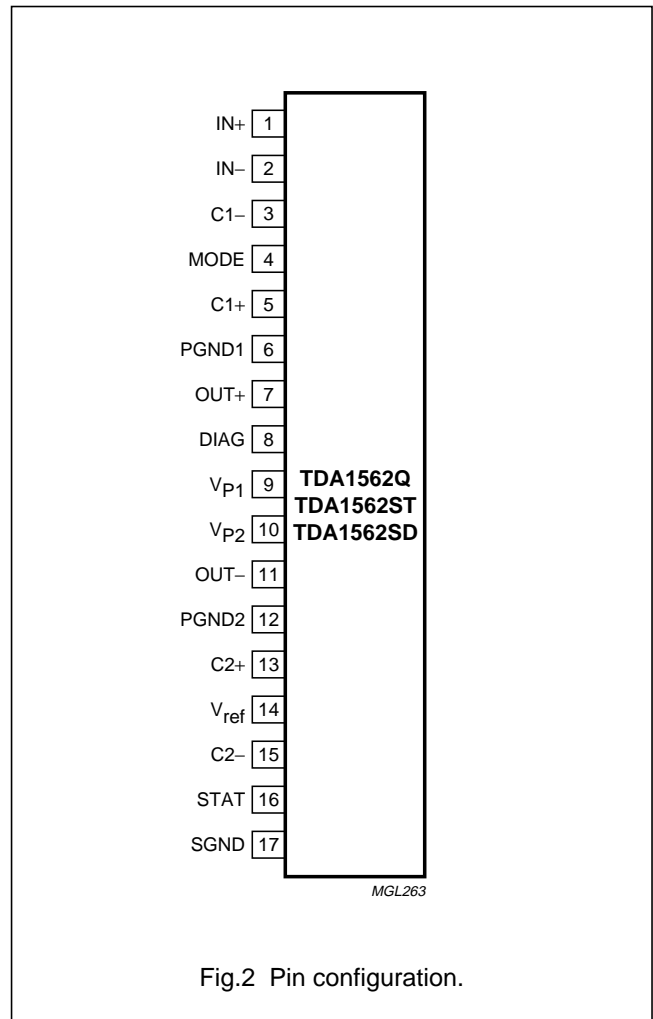 IN+ 1
IN− 2
C1− 3
MODE 4
C1+ 5
PGND1 6
OUT+ 7
DIAG 8
VP1 9
VP2 10
OUT− 11
PGND2 12
C2+ 13
Vref 14
C2− 15
STAT 16
SGND 17
TDA1562Q
TDA1562ST
TDA1562SD
MGL263
Fig.2 Pin configuration.